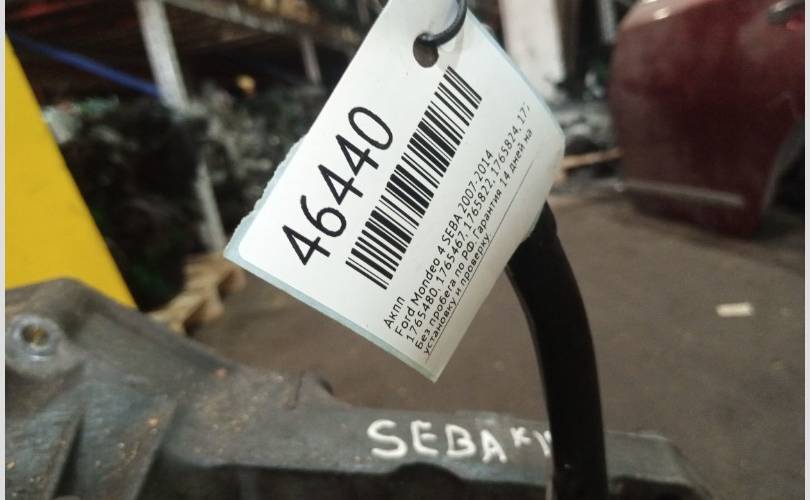 46440
Акпп
Ford Mondeo 4 SEBA 2007-2014
1765480, 1765467, 1765822, 1765824, 17
Без пробега по РФ. Гарантия 14 дней на
установку и проверку.
SEBA